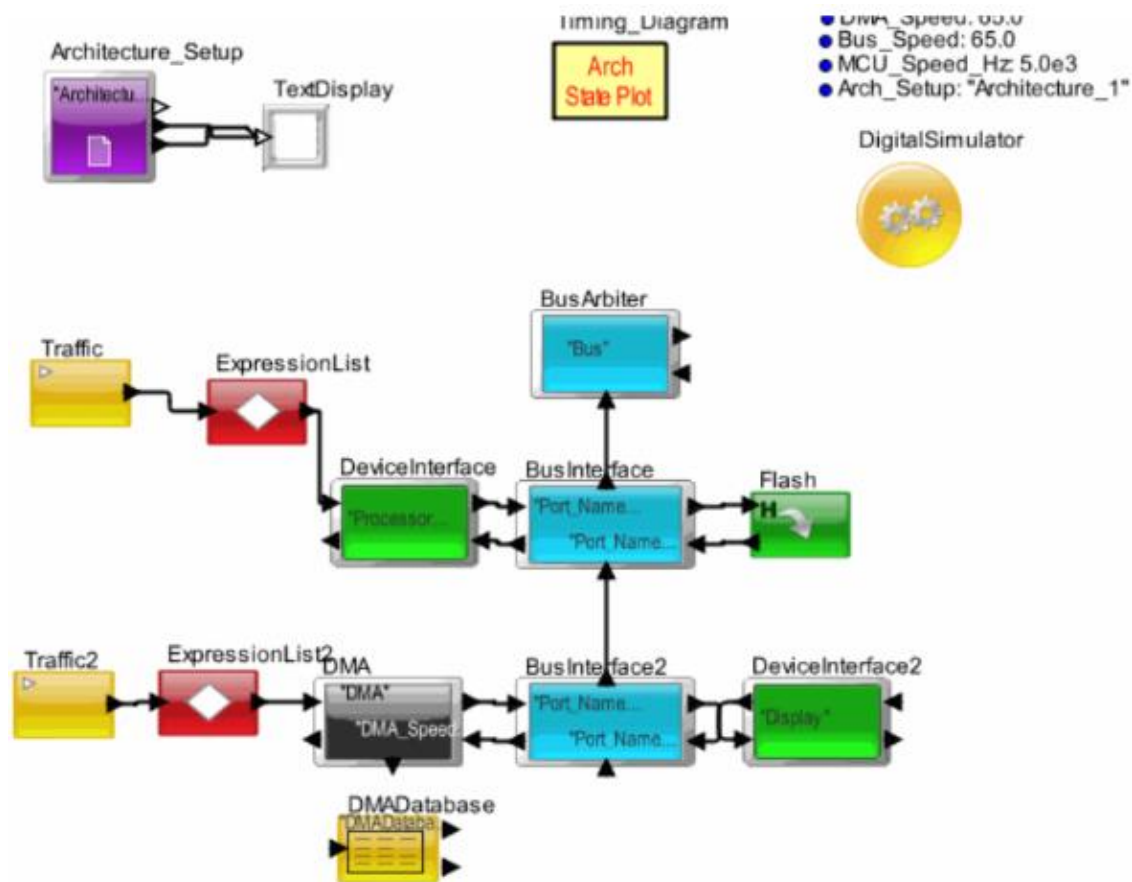 Timing_Diagram
DMA_Speed: 65.0
Bus_Speed: 65.0
MCU_Speed_Hz: 5.0e3
Arch_Setup: "Architecture_1"
Architecture_Setup
"Architectu...
TextDisplay
Arch
State Plot
DigitalSimulator
BusArbiter
"Bus"
Traffic
ExpressionList
DeviceInterface
"Processor...
BusInterface
"Port_Name...
"Port_Name...
Flash
H
Traffic2
ExpressionList2
DMA
"DMA"
"DMA_Speed
BusInterface2
"Port_Name...
"Port_Name...
DeviceInterface2
"Display"
DMADatabase
"DMADataba...